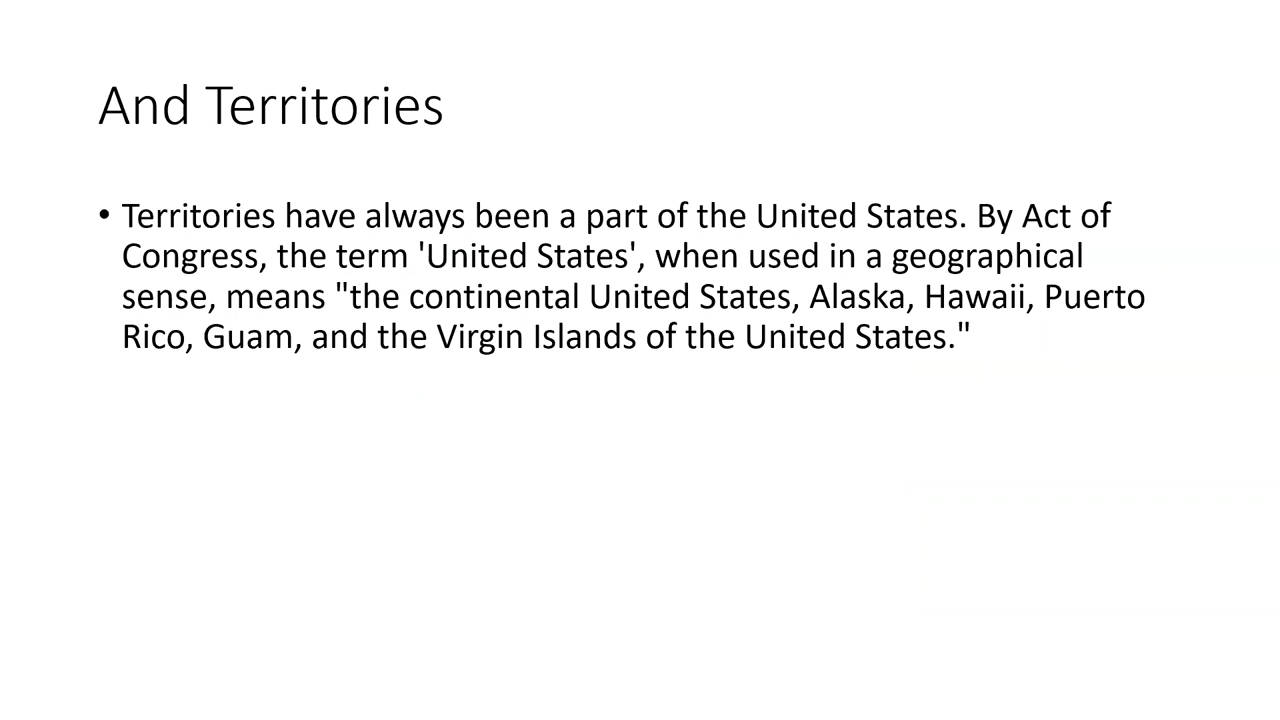 And Territories
• Territories have always been a part of the United States. By Act of
Congress, the term 'United States', when used in a geographical
sense, means "the continental United States, Alaska, Hawaii, Puerto
Rico, Guam, and the Virgin Islands of the United States."